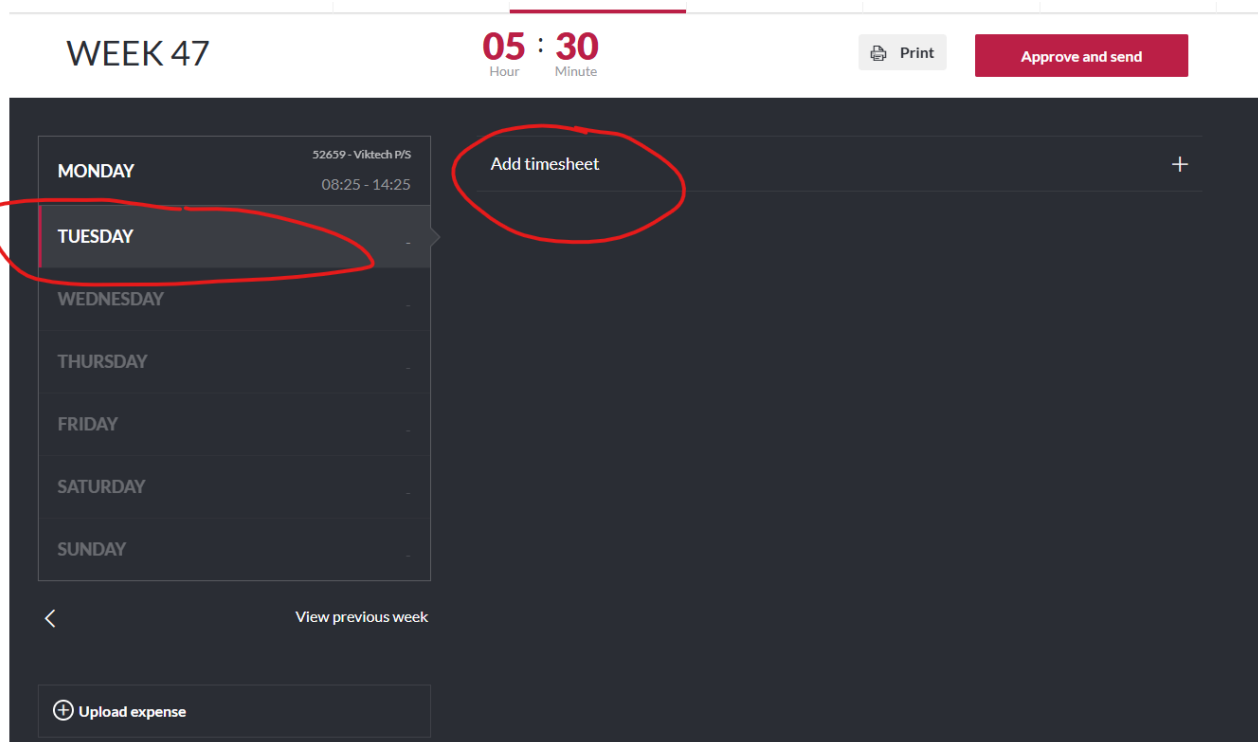 WEEK 47
05 : 30
Hour Minute
Print
Approve and send
MONDAY
52659 - Viktech P/S
08:25 - 14:25
Add timesheet
TUESDAY -
WEDNESDAY -
THURSDAY -
FRIDAY -
SATURDAY -
SUNDAY -
View previous week
Upload expense